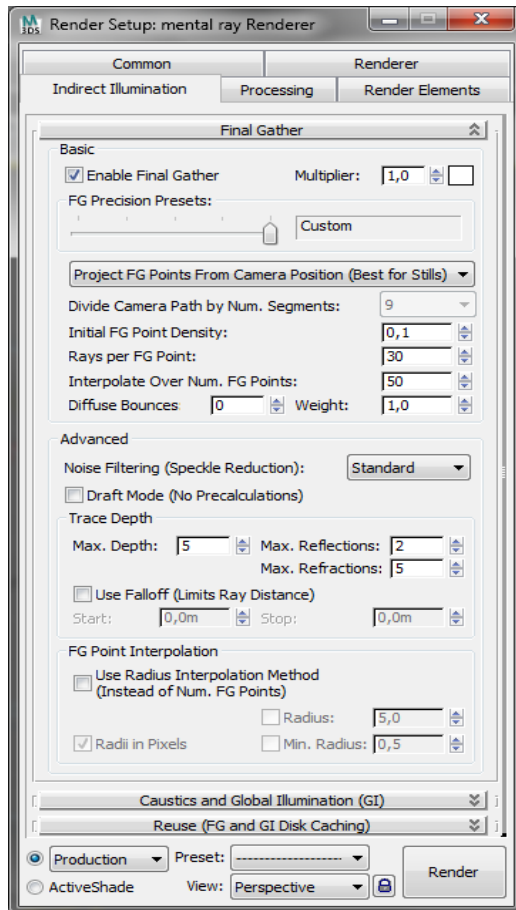 M 3DS Render Setup: mental ray Renderer
Common Renderer
Indirect Illumination Processing Render Elements
Final Gather
Basic
Enable Final Gather Multiplier: 1,0
FG Precision Presets:
Custom
Project FG Points From Camera Position (Best for Stills)
Divide Camera Path by Num. Segments: 9
Initial FG Point Density: 0,1
Rays per FG Point: 30
Interpolate Over Num. FG Points: 50
Diffuse Bounces 0 Weight: 1,0
Advanced
Noise Filtering (Speckle Reduction): Standard
Draft Mode (No Precalculations)
Trace Depth
Max. Depth: 5 Max. Reflections: 2
Max. Refractions: 5
Use Falloff (Limits Ray Distance)
Start: 0,0m Stop: 0,0m
FG Point Interpolation
Use Radius Interpolation Method
(Instead of Num. FG Points)
Radius: 5,0
Radii in Pixels Min. Radius: 0,5
Caustics and Global Illumination (GI)
Reuse (FG and GI Disk Caching)
Production Preset: --------------------
Render
ActiveShade View: Perspective